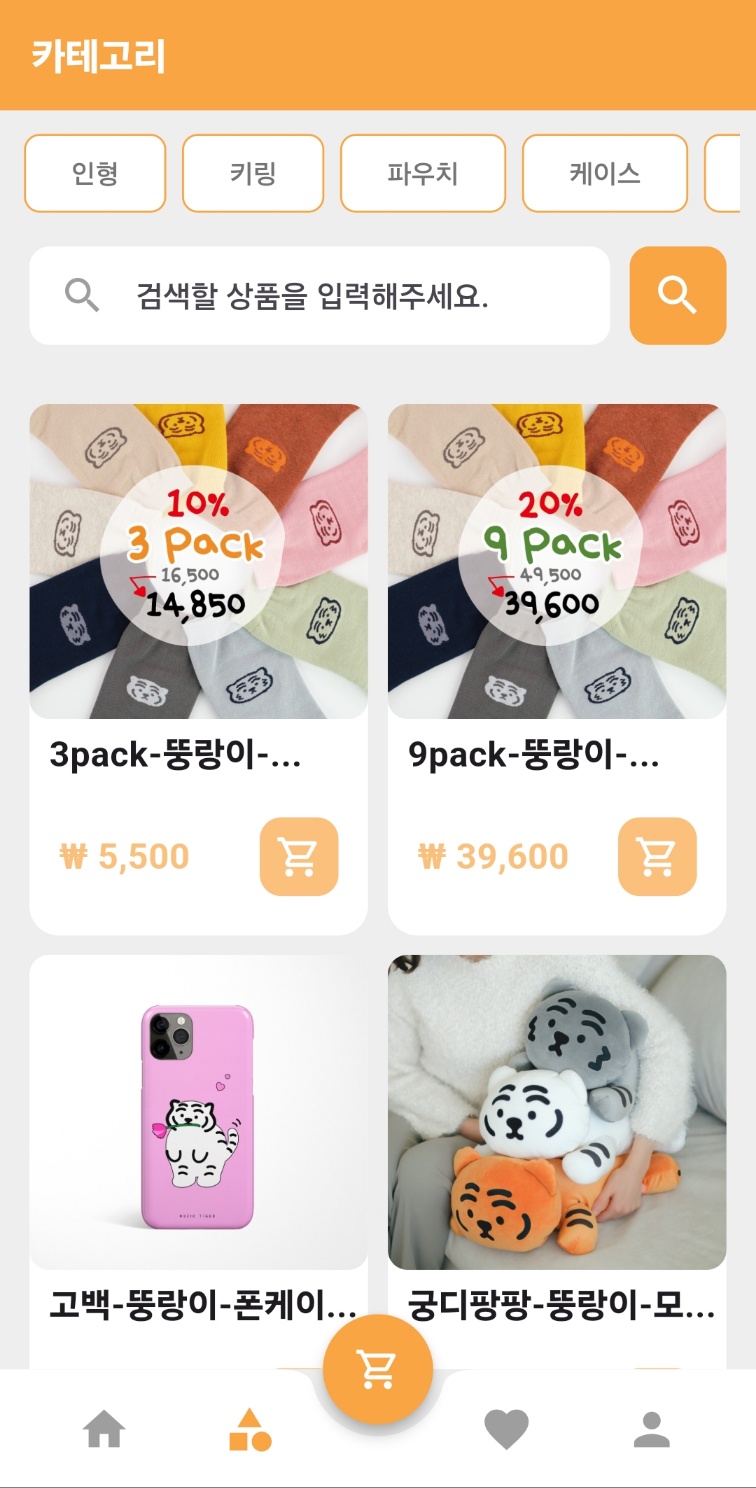 카테고리
인형
키링
파우치
케이스
검색할 상품을 입력해주세요.
10%
3 Pack
16,500
14,850
20%
9 Pack
49,500
39,600
3pack-뚱랑이-...
9pack-뚱랑이-...
₩ 5,500
₩ 39,600
MUZIK TIGER
고백-뚱랑이-폰케이...
궁디팡팡-뚱랑이-모...